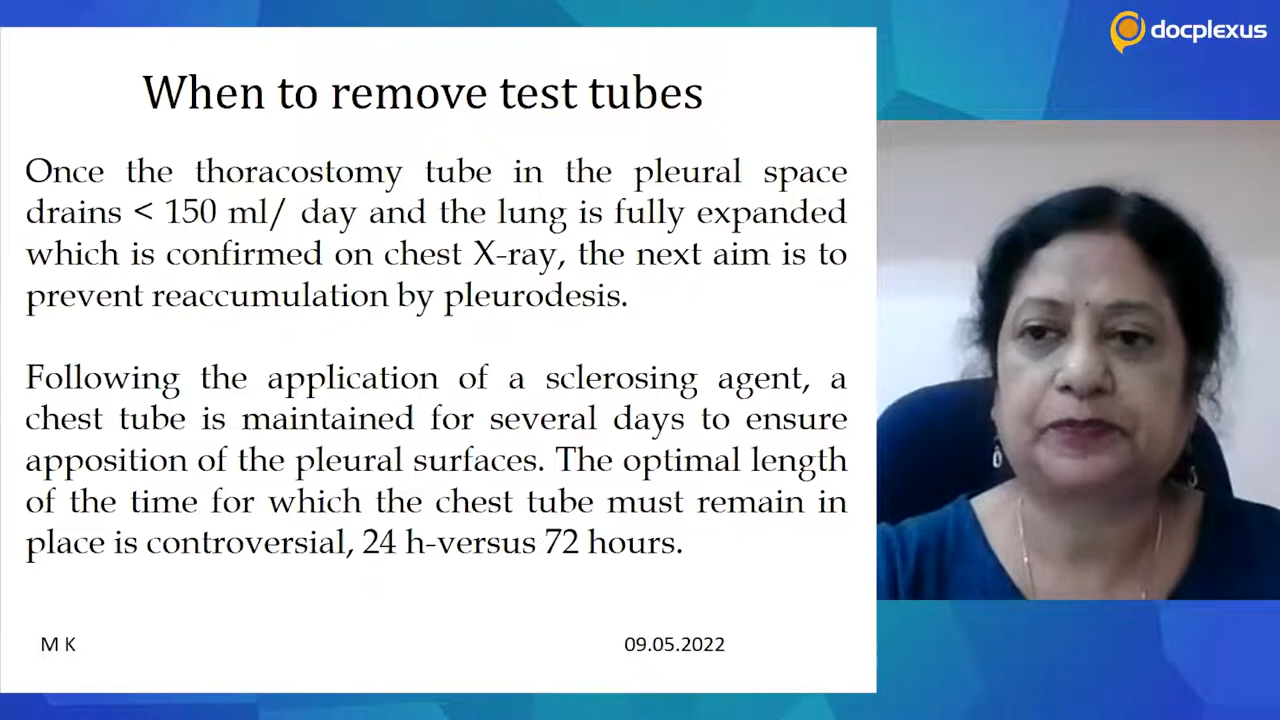 docplexus
When to remove test tubes
Once the thoracostomy tube in the pleural space
drains < 150 ml/ day and the lung is fully expanded
which is confirmed on chest X-ray, the next aim is to
prevent reaccumulation by pleurodesis.
Following the application of a sclerosing agent, a
chest tube is maintained for several days to ensure
apposition of the pleural surfaces. The optimal length
of the time for which the chest tube must remain in
place is controversial, 24 h-versus 72 hours.
M K
09.05.2022